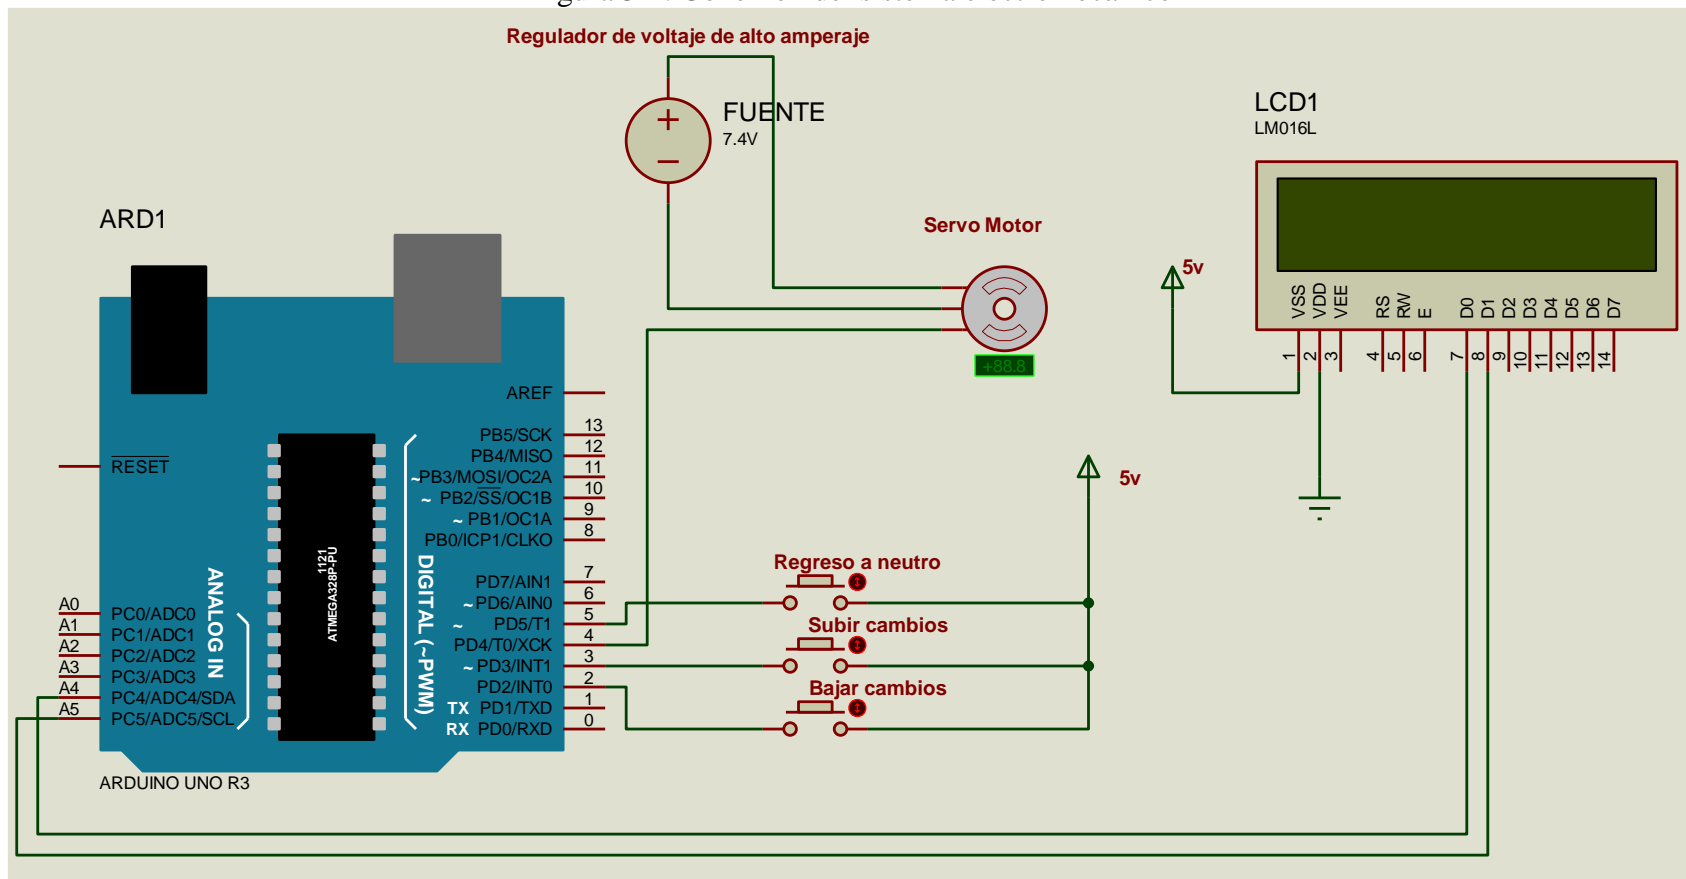 Regulador de voltaje de alto amperaje
FUENTE
7.4V
LCD1
LM016L
ARD1
Servo Motor
+88.8
5v
VSS
VDD
VEE
RS
RW
E
D0
D1
D2
D3
D4
D5
D6
D7
1
2
3
4
5
6
7
8
9
10
11
12
13
14
5v
RESET
AREF
PB5/SCK 13
PB4/MISO 12
~PB3/MOSI/OC2A 11
~ PB2/SS/OC1B 10
~ PB1/OC1A 9
PB0/ICP1/CLKO 8
PD7/AIN1 7
~ PD6/AIN0 6
~ PD5/T1 5
PD4/T0/XCK 4
~ PD3/INT1 3
PD2/INT0 2
TX PD1/TXD 1
RX PD0/RXD 0
DIGITAL (~PWM)
1121
ATMEGA328P-PU
ANALOG IN
A0 PC0/ADC0
A1 PC1/ADC1
A2 PC2/ADC2
A3 PC3/ADC3
A4 PC4/ADC4/SDA
A5 PC5/ADC5/SCL
ARDUINO UNO R3
Regreso a neutro
Subir cambios
Bajar cambios